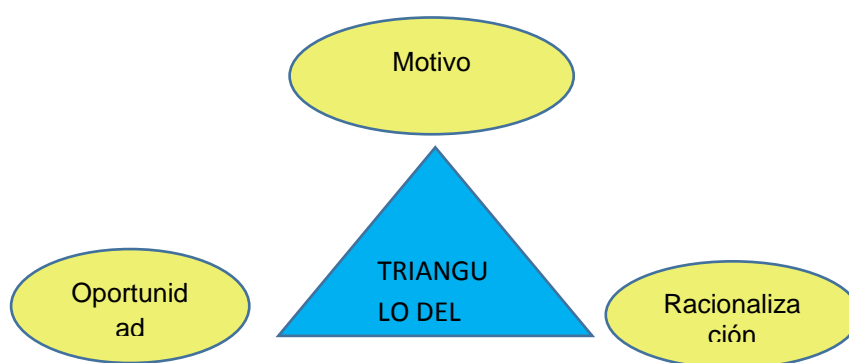 Motivo
TRIANGU
LO DEL
Oportunid
ad
Racionaliza
ción